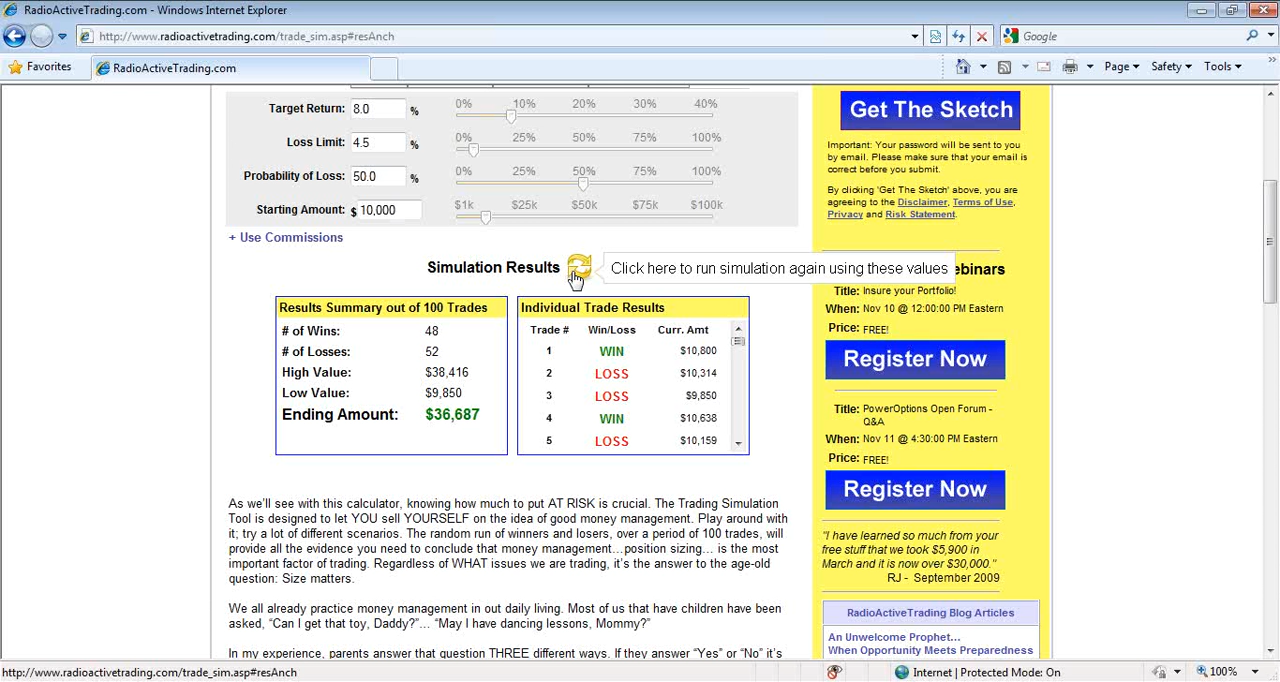 RadioActiveTrading.com - Windows Internet Explorer
http://www.radioactivetrading.com/trade_sim.asp#resAnch
Google
Favorites
RadioActiveTrading.com
Page
Safety
Tools
Target Return: 8.0 %
0% 10% 20% 30% 40%
Loss Limit: 4.5 %
0% 25% 50% 75% 100%
Probability of Loss: 50.0 %
0% 25% 50% 75% 100%
Starting Amount: $ 10,000
$1k $25k $50k $75k $100k
+ Use Commissions
Simulation Results
Click here to run simulation again using these values
Results Summary out of 100 Trades
# of Wins: 48
# of Losses: 52
High Value: $38,416
Low Value: $9,850
Ending Amount: $36,687
Individual Trade Results
Trade # Win/Loss Curr. Amt
1 WIN $10,800
2 LOSS $10,314
3 LOSS $9,850
4 WIN $10,638
5 LOSS $10,159
As we'll see with this calculator, knowing how much to put AT RISK is crucial. The Trading Simulation
Tool is designed to let YOU sell YOURSELF on the idea of good money management. Play around with
it; try a lot of different scenarios. The random run of winners and losers, over a period of 100 trades, will
provide all the evidence you need to conclude that money management…position sizing… is the most
important factor of trading. Regardless of WHAT issues we are trading, it's the answer to the age-old
question: Size matters.
We all already practice money management in out daily living. Most of us that have children have been
asked, “Can I get that toy, Daddy?”… “May I have dancing lessons, Mommy?”
In my experience, parents answer that question THREE different ways. If they answer “Yes” or “No” it's
Get The Sketch
Important: Your password will be sent to you
by email. Please make sure that your email is
correct before you submit.
By clicking 'Get The Sketch' above, you are
agreeing to the Disclaimer, Terms of Use,
Privacy and Risk Statement.
ebinars
Title: Insure your Portfolio!
When: Nov 10 @ 12:00:00 PM Eastern
Price: FREE!
Register Now
Title: PowerOptions Open Forum -
Q&A
When: Nov 11 @ 4:30:00 PM Eastern
Price: FREE!
Register Now
"I have learned so much from your
free stuff that we took $5,900 in
March and it is now over $30,000."
RJ - September 2009
RadioActiveTrading Blog Articles
An Unwelcome Prophet...
When Opportunity Meets Preparedness
http://www.radioactivetrading.com/trade_sim.asp#resAnch
Internet | Protected Mode: On
100%